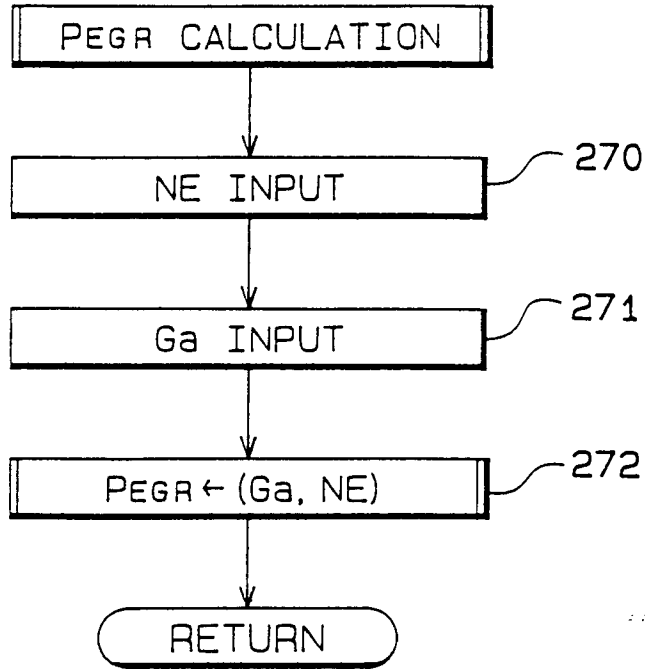 PEGR CALCULATION
NE INPUT
270
Ga INPUT
271
PEGR ← (Ga, NE)
272
RETURN